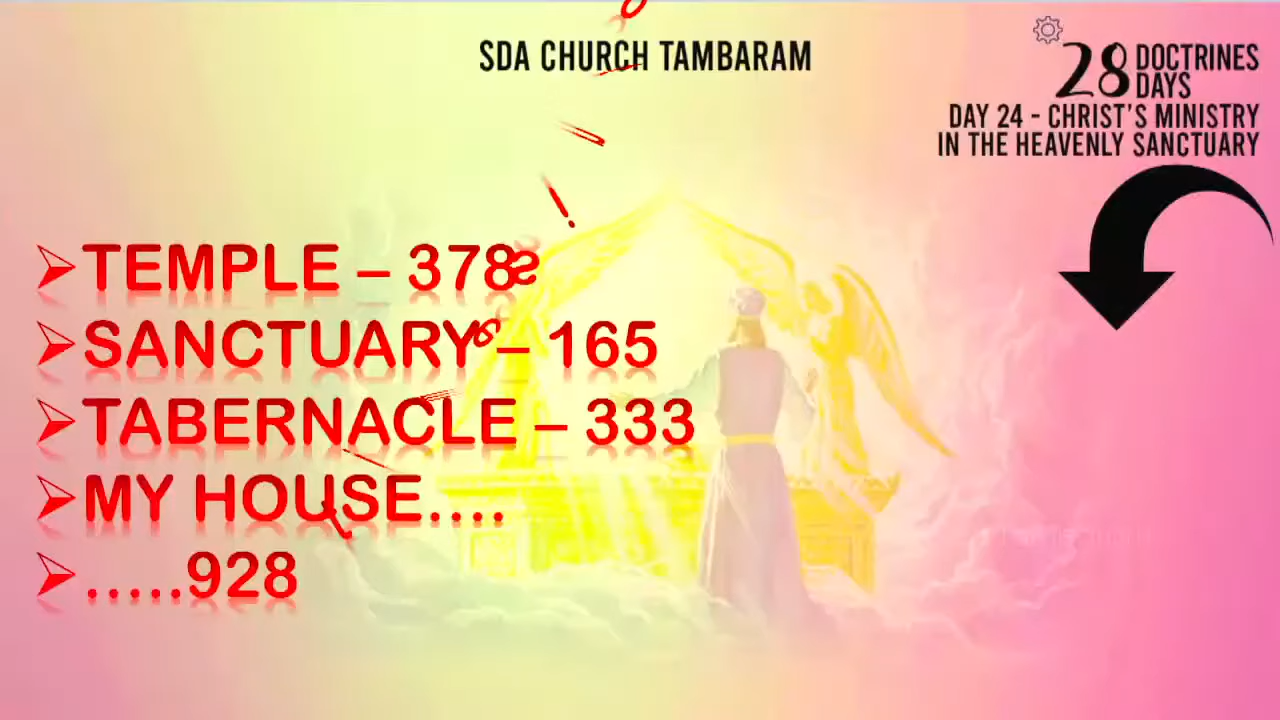 SDA CHURCH TAMBARAM
28 DOCTRINES
DAYS
DAY 24 - CHRIST'S MINISTRY
IN THE HEAVENLY SANCTUARY
➢TEMPLE – 378
➢SANCTUARY – 165
➢TABERNACLE – 333
➢MY HOUSE....
➢.....928